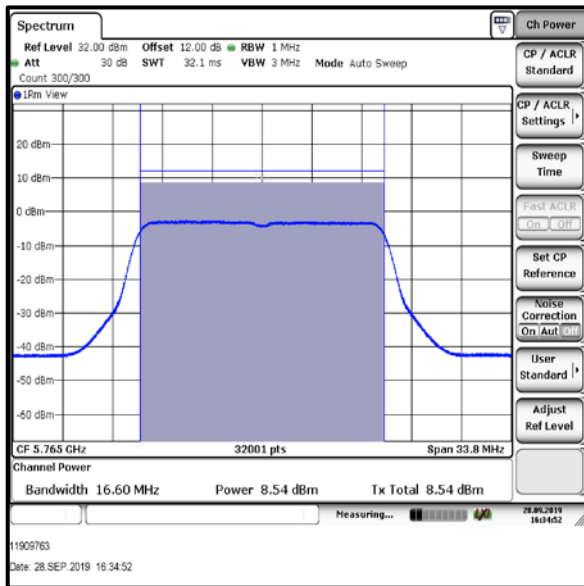 Spectrum
Ref Level 32.00 dBm Offset 12.00 dB RBW 1 MHz
Att 30 dB SWT 32.1 ms VBW 3 MHz Mode Auto Sweep
Count 300/300
1Rm View
20 dBm
10 dBm
0 dBm
-10 dBm
-20 dBm
-30 dBm
-40 dBm
-50 dBm
-60 dBm
CF 5.765 GHz 32001 pts Span 33.8 MHz
Channel Power
Bandwidth 16.60 MHz Power 8.54 dBm Tx Total 8.54 dBm
Measuring... 28.09.2019
16:34:52
Ch Power
CP / ACLR
Standard
CP / ACLR
Settings
Sweep
Time
Fast ACLR
On Off
Set CP
Reference
Noise
Correction
On Aut Off
User
Standard
Adjust
Ref Level
11909763
Date: 28.SEP.2019 16:34:52